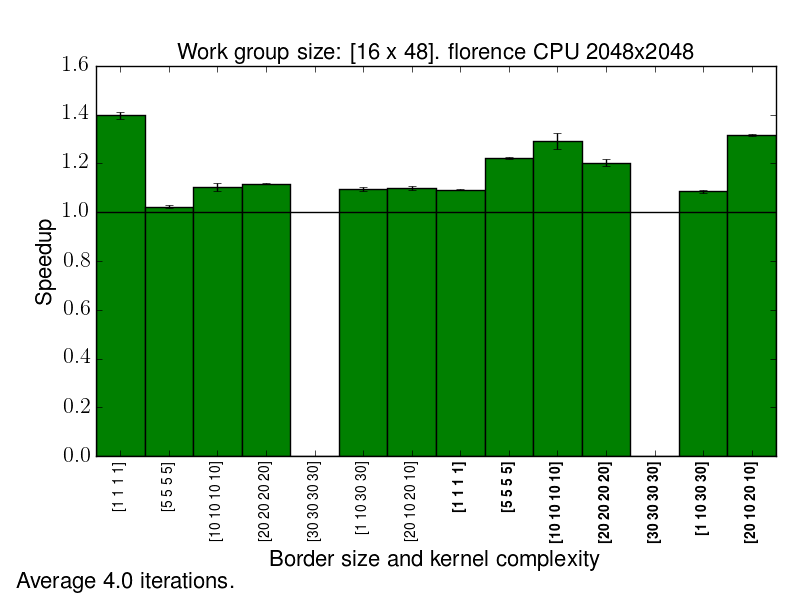 Work group size: [16 x 48]. florence CPU 2048x2048
1.6
1.4
1.2
1.0
0.8
0.6
0.4
0.2
0.0
Speedup
[1 1 1 1]
[5 5 5 5]
[10 10 10 10]
[20 20 20 20]
[30 30 30 30]
[1 10 30 30]
[20 10 20 10]
[1 1 1 1]
[5 5 5 5]
[10 10 10 10]
[20 20 20 20]
[30 30 30 30]
[1 10 30 30]
[20 10 20 10]
Border size and kernel complexity
Average 4.0 iterations.